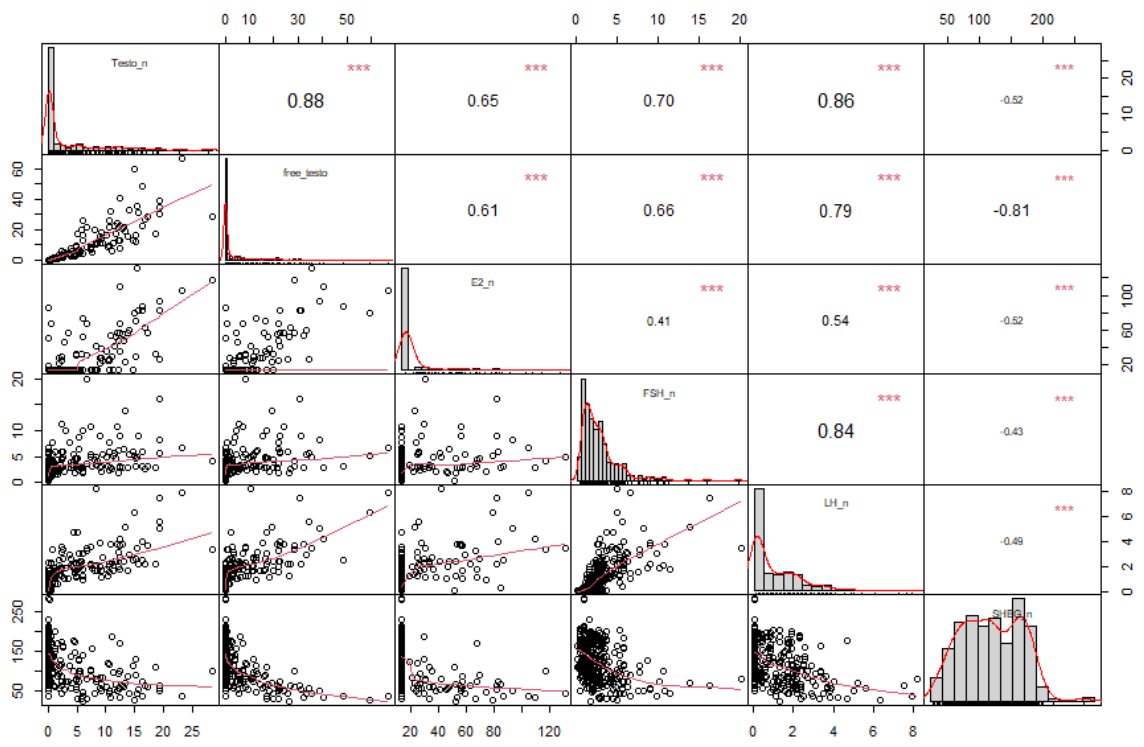 0 10 30 50
0 5 10 15 20
50 100 200
Testo_n
***
***
***
***
***
0.88
0.65
0.70
0.86
-0.52
0 10 20
0 20 40 60
free_testo
***
***
***
***
0.61
0.66
0.79
-0.81
E2_n
***
***
***
0.41
0.54
-0.52
20 60 100
0 5 10 20
FSH_n
***
***
0.84
-0.43
LH_n
***
-0.49
0 2 4 6 8
50 150 250
SHBG_n
0 5 10 15 25
20 40 60 80 120
0 2 4 6 8